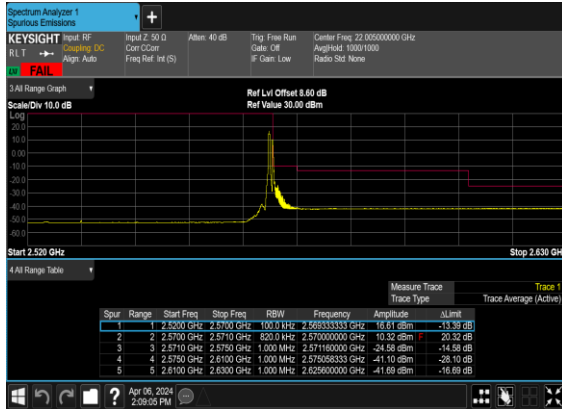 Spectrum Analyzer 1
Spurious Emissions
KEYSIGHT Input: RF Input Z: 50 Ω Atten: 40 dB Trig: Free Run Center Freq: 22.005000000 GHz
RLT Coupling: DC Corr CCorr Gate: Off Avg|Hold: 1000/1000
Align: Auto Freq Ref: Int (S) IF Gain: Low Radio Std: None
LV FAIL
3 All Range Graph Ref Lvl Offset 8.60 dB
Scale/Div 10.0 dB Ref Value 30.00 dBm
Log
20.0
10.0
0.00
-10.0
-20.0
-30.0
-40.0
-50.0
-60.0
Start 2.520 GHz Stop 2.630 GH
4 All Range Table
Measure Trace Trace 1
Trace Type Trace Average (Active)
Spur Range Start Freq Stop Freq RBW Frequency Amplitude ΔLimit
1 1 2.5200 GHz 2.5700 GHz 100.0 kHz 2.569333333 GHz 16.61 dBm -13.39 dB
2 2 2.5700 GHz 2.5710 GHz 820.0 kHz 2.570000000 GHz 10.32 dBm F 20.32 dB
3 3 2.5710 GHz 2.5750 GHz 1.000 MHz 2.571160000 GHz -24.58 dBm -14.58 dB
4 4 2.5750 GHz 2.6100 GHz 1.000 MHz 2.575058333 GHz -41.10 dBm -28.10 dB
5 5 2.6100 GHz 2.6300 GHz 1.000 MHz 2.625600000 GHz -41.69 dBm -16.69 dB
Apr 06, 2024
2:09:05 PM